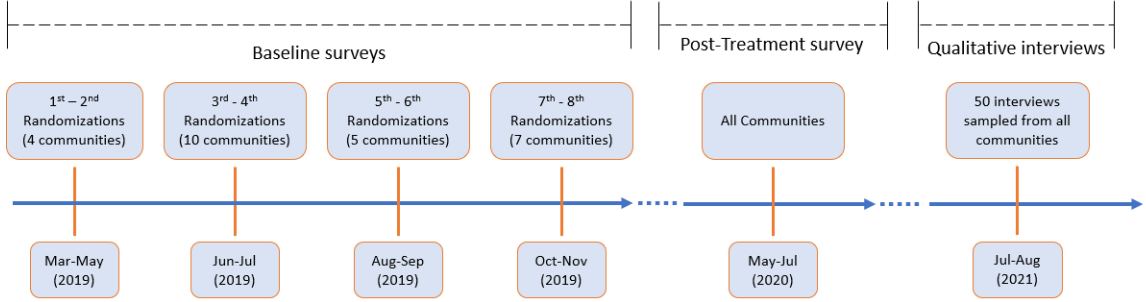 Baseline surveys
Post-Treatment survey
Qualitative interviews
1st – 2nd
Randomizations
(4 communities)
3rd - 4th
Randomizations
(10 communities)
5th - 6th
Randomizations
(5 communities)
7th - 8th
Randomizations
(7 communities)
All Communities
50 interviews
sampled from all
communities
Mar-May
(2019)
Jun-Jul
(2019)
Aug-Sep
(2019)
Oct-Nov
(2019)
May-Jul
(2020)
Jul-Aug
(2021)